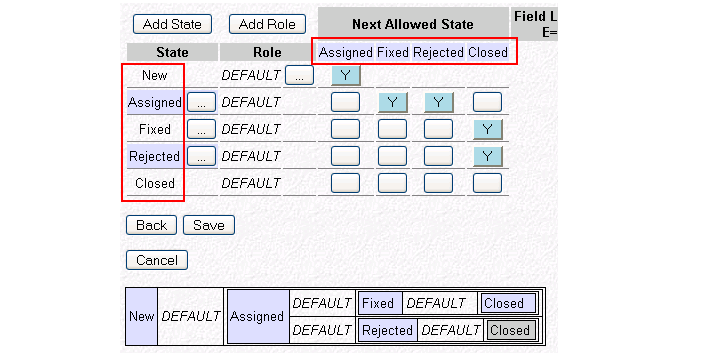 Add State Add Role Next Allowed State Field L
E=
State Role Assigned Fixed Rejected Closed
New DEFAULT ... Y
Assigned ... DEFAULT Y Y
Fixed ... DEFAULT Y
Rejected ... DEFAULT Y
Closed DEFAULT
Back Save
Cancel
New DEFAULT Assigned DEFAULT Fixed DEFAULT Closed
DEFAULT Rejected DEFAULT Closed